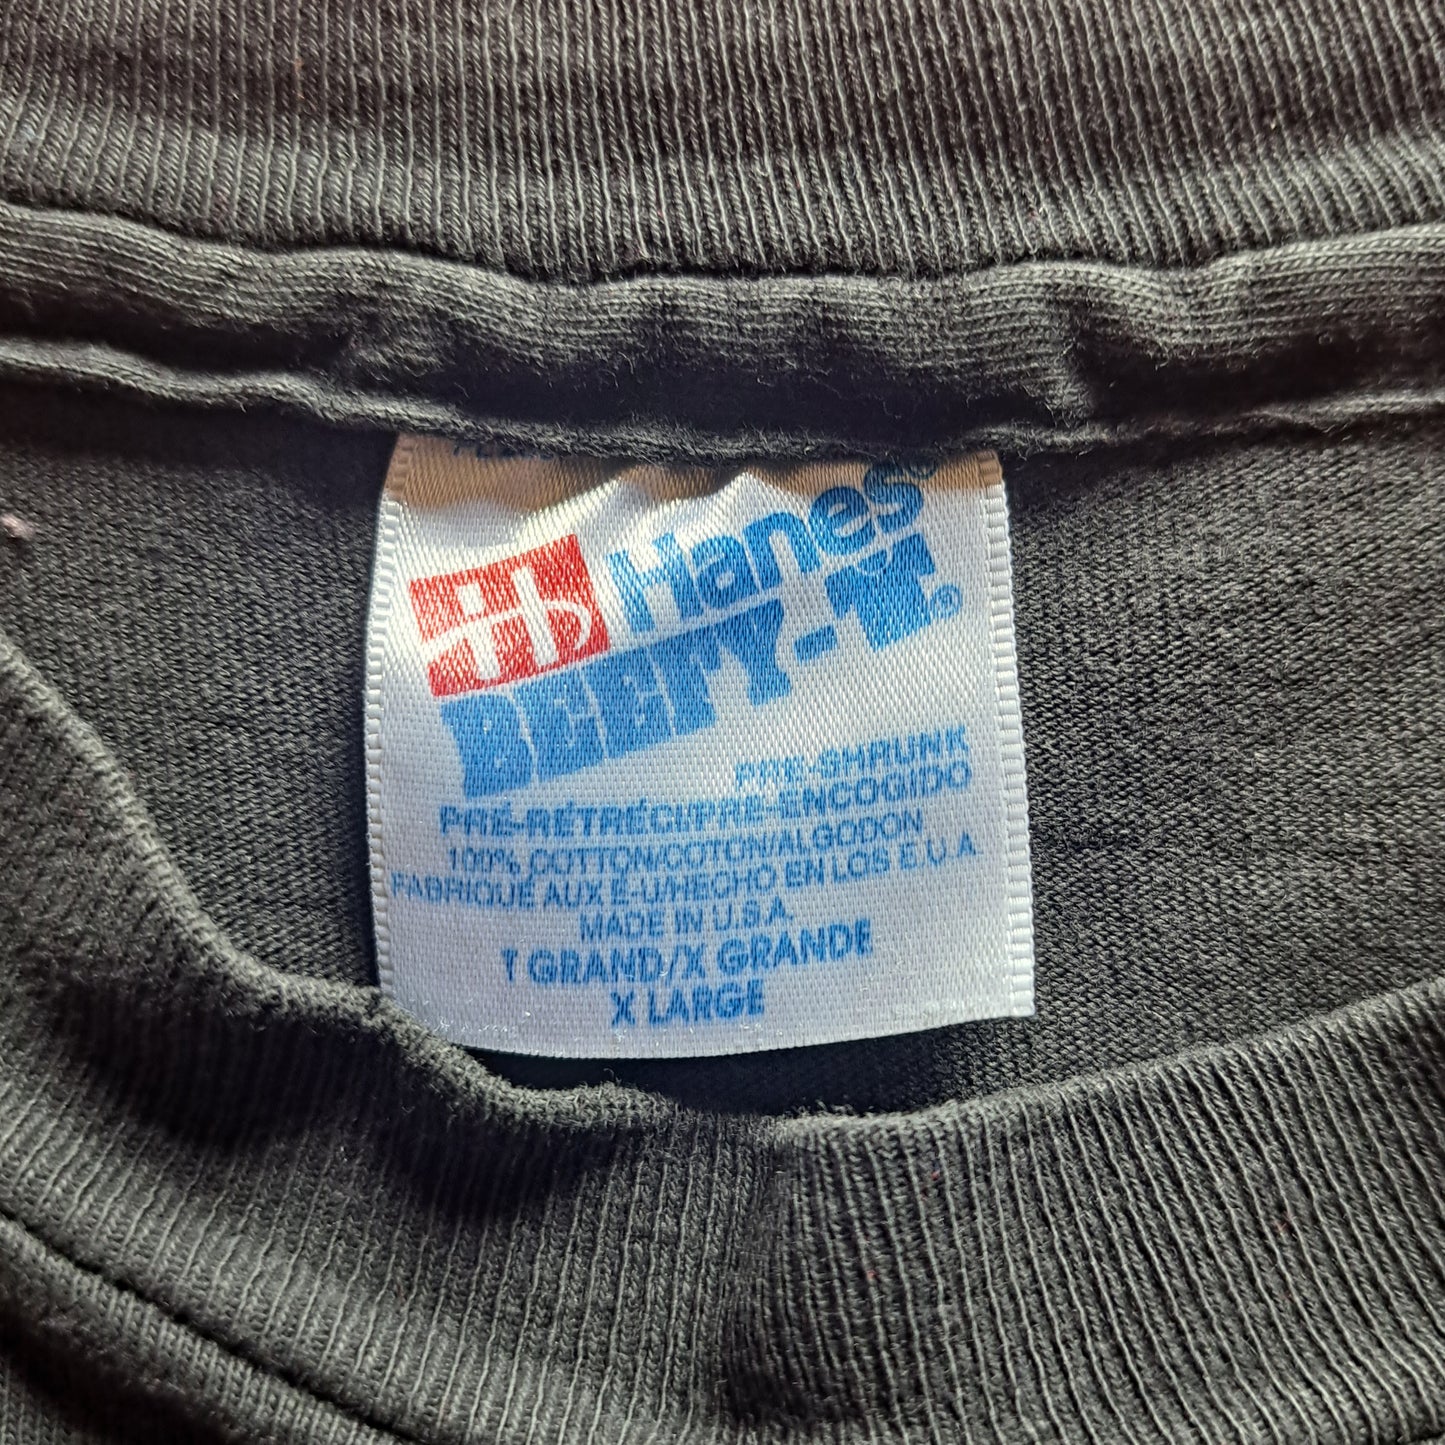 Hanes®
BEEFY-T®
PRE-SHRUNK
PRÉ-RÉTRÉCI/PRE-ENCOGIDO
100% COTTON/COTON/ALGODON
FABRIQUÉ AUX É-U/HECHO EN LOS E.U.A.
MADE IN U.S.A.
T GRAND/X GRANDE
X LARGE